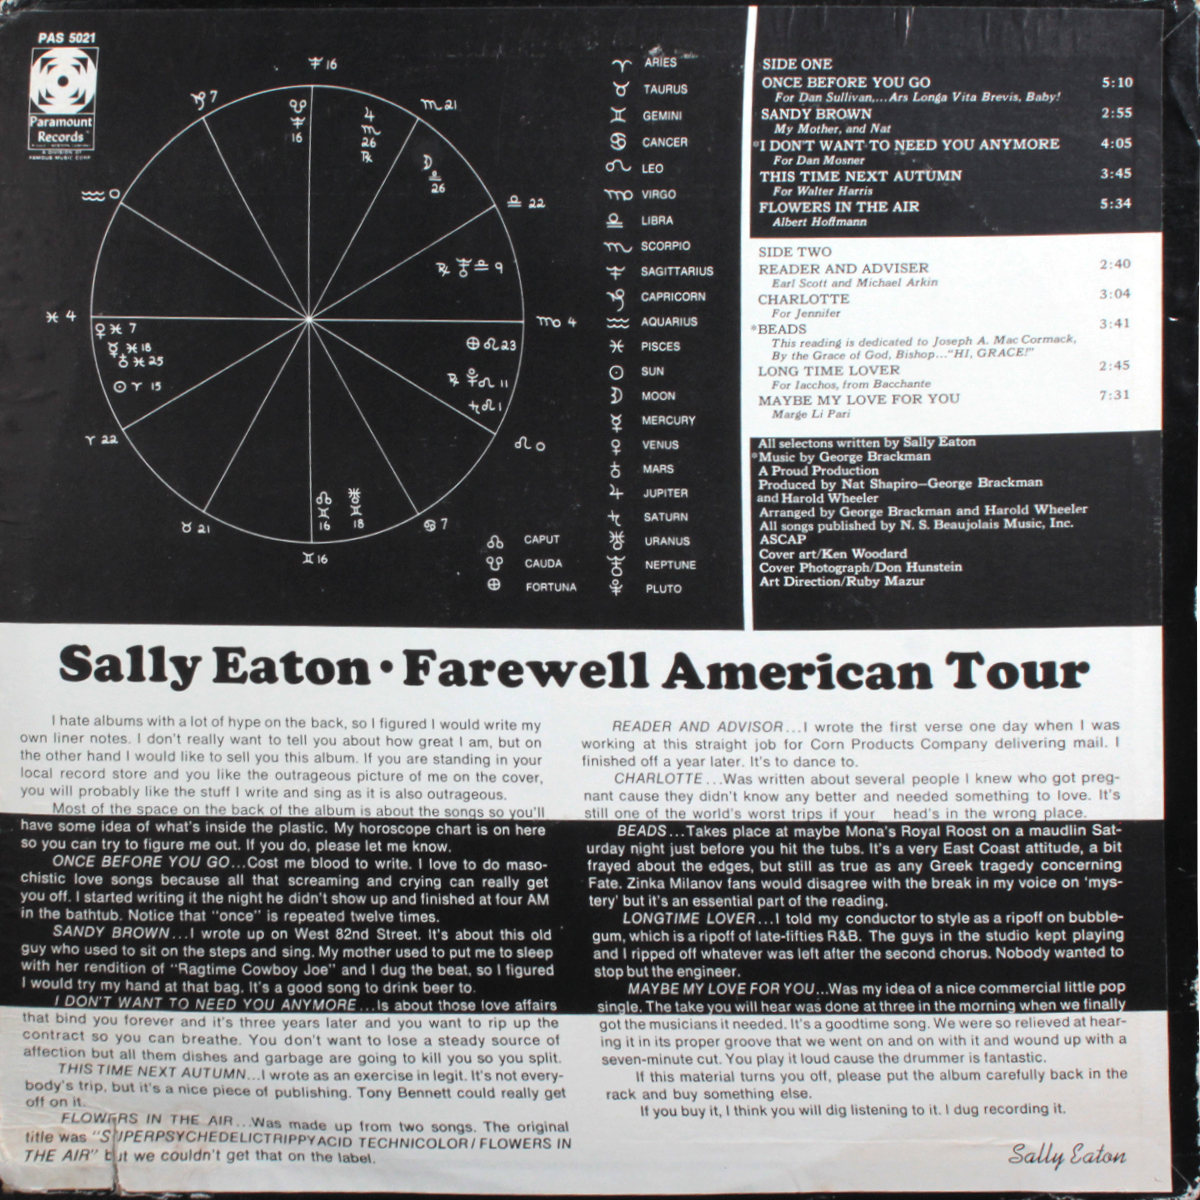 PAS 5021
Paramount
Records
A DIVISION OF
FAMOUS MUSIC CORP.
♐ 16
♑ 7
♏ 21
☋
♐
16
♃
♏
26
℞
☽
♎
26
♒ 0
♎ 22
℞ ♆ ♎ 9
♓ 4
♍ 4
♀ ♓ 7
☿ ♓ 18
♂ ♓ 25
☉ ♈ 15
⊕ ♌ 23
℞ ♇ ♌ 11
♄ ♌ 1
♈ 22
♌ 0
☊
♊
16
♅
♊
18
♉ 21
♋ 7
♊ 16
☊ CAPUT
☋ CAUDA
⊕ FORTUNA
♈ ARIES
♉ TAURUS
♊ GEMINI
♋ CANCER
♌ LEO
♍ VIRGO
♎ LIBRA
♏ SCORPIO
♐ SAGITTARIUS
♑ CAPRICORN
♒ AQUARIUS
♓ PISCES
☉ SUN
☽ MOON
☿ MERCURY
♀ VENUS
♂ MARS
♃ JUPITER
♄ SATURN
♅ URANUS
♆ NEPTUNE
♇ PLUTO
SIDE ONE
ONCE BEFORE YOU GO 5:10
For Dan Sullivan,...Ars Longa Vita Brevis, Baby!
SANDY BROWN 2:55
My Mother, and Nat
*I DON'T WANT TO NEED YOU ANYMORE 4:05
For Dan Mosner
THIS TIME NEXT AUTUMN 3:45
For Walter Harris
FLOWERS IN THE AIR 5:34
Albert Hoffmann
SIDE TWO
READER AND ADVISER 2:40
Earl Scott and Michael Arkin
CHARLOTTE 3:04
For Jennifer
*BEADS 3:41
This reading is dedicated to Joseph A. Mac Cormack,
By the Grace of God, Bishop..."HI, GRACE!"
LONG TIME LOVER 2:45
For Iacchos, from Bacchante
MAYBE MY LOVE FOR YOU 7:31
Marge Li Pari
All selectons written by Sally Eaton
*Music by George Brackman
A Proud Production
Produced by Nat Shapiro—George Brackman
and Harold Wheeler
Arranged by George Brackman and Harold Wheeler
All songs published by N. S. Beaujolais Music, Inc.
ASCAP
Cover art/Ken Woodard
Cover Photograph/Don Hunstein
Art Direction/Ruby Mazur
Sally Eaton • Farewell American Tour
I hate albums with a lot of hype on the back, so I figured I would write my
own liner notes. I don't really want to tell you about how great I am, but on
the other hand I would like to sell you this album. If you are standing in your
local record store and you like the outrageous picture of me on the cover,
you will probably like the stuff I write and sing as it is also outrageous.
Most of the space on the back of the album is about the songs so you'll
have some idea of what's inside the plastic. My horoscope chart is on here
so you can try to figure me out. If you do, please let me know.
ONCE BEFORE YOU GO...Cost me blood to write. I love to do maso-
chistic love songs because all that screaming and crying can really get
you off. I started writing it the night he didn't show up and finished at four AM
in the bathtub. Notice that "once" is repeated twelve times.
SANDY BROWN...I wrote up on West 82nd Street. It's about this old
guy who used to sit on the steps and sing. My mother used to put me to sleep
with her rendition of "Ragtime Cowboy Joe" and I dug the beat, so I figured
I would try my hand at that bag. It's a good song to drink beer to.
I DON'T WANT TO NEED YOU ANYMORE...Is about those love affairs
that bind you forever and it's three years later and you want to rip up the
contract so you can breathe. You don't want to lose a steady source of
affection but all them dishes and garbage are going to kill you so you split.
THIS TIME NEXT AUTUMN...I wrote as an exercise in legit. It's not every-
body's trip, but it's a nice piece of publishing. Tony Bennett could really get
off on it.
FLOWERS IN THE AIR...Was made up from two songs. The original
title was "SUPERPSYCHEDELICTRIPPYACID TECHNICOLOR/FLOWERS IN
THE AIR" but we couldn't get that on the label.
READER AND ADVISOR...I wrote the first verse one day when I was
working at this straight job for Corn Products Company delivering mail. I
finished off a year later. It's to dance to.
CHARLOTTE...Was written about several people I knew who got preg-
nant cause they didn't know any better and needed something to love. It's
still one of the world's worst trips if your head's in the wrong place.
BEADS...Takes place at maybe Mona's Royal Roost on a maudlin Sat-
urday night just before you hit the tubs. It's a very East Coast attitude, a bit
frayed about the edges, but still as true as any Greek tragedy concerning
Fate. Zinka Milanov fans would disagree with the break in my voice on 'mys-
tery' but it's an essential part of the reading.
LONGTIME LOVER...I told my conductor to style as a ripoff on bubble-
gum, which is a ripoff of late-fifties R&B. The guys in the studio kept playing
and I ripped off whatever was left after the second chorus. Nobody wanted to
stop but the engineer.
MAYBE MY LOVE FOR YOU...Was my idea of a nice commercial little pop
single. The take you will hear was done at three in the morning when we finally
got the musicians it needed. It's a goodtime song. We were so relieved at hear-
ing it in its proper groove that we went on and on with it and wound up with a
seven-minute cut. You play it loud cause the drummer is fantastic.
If this material turns you off, please put the album carefully back in the
rack and buy something else.
If you buy it, I think you will dig listening to it. I dug recording it.
Sally Eaton